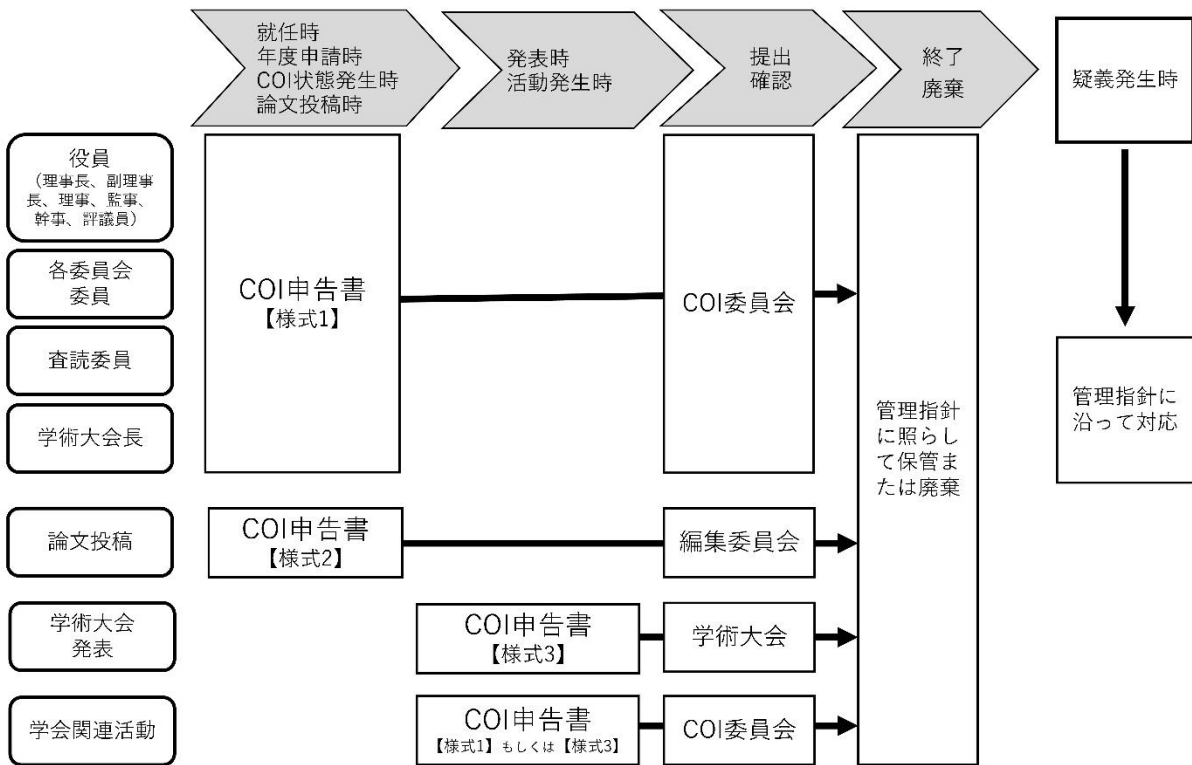 就任時
年度申請時
COI状態発生時
論文投稿時
発表時
活動発生時
提出
確認
終了
廃棄
疑義発生時
役員
（理事長、副理事
長、理事、監事、
幹事、評議員）
各委員会
委員
査読委員
学術大会長
COI申告書
【様式1】
COI委員会
管理指針
に照らし
て保管ま
たは廃棄
管理指針に
沿って対応
論文投稿
COI申告書
【様式2】
編集委員会
学術大会
発表
COI申告書
【様式3】
学術大会
学会関連活動
COI申告書
【様式1】もしくは【様式3】
COI委員会